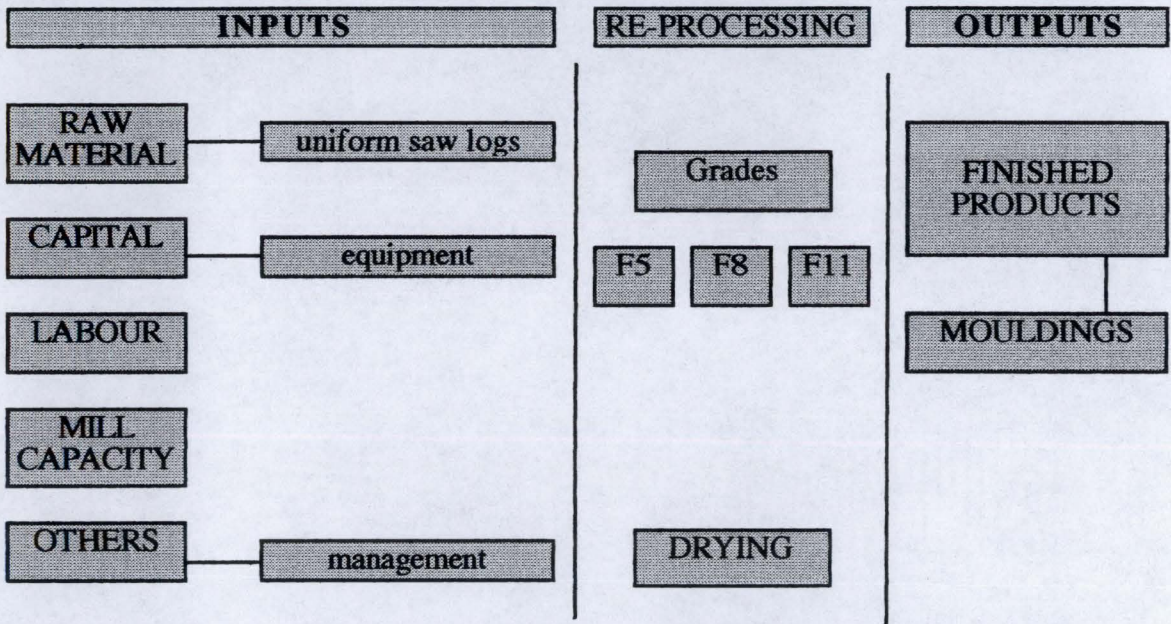 INPUTS
RE-PROCESSING
OUTPUTS
RAW
MATERIAL
uniform saw logs
CAPITAL
equipment
LABOUR
MILL
CAPACITY
OTHERS
management
Grades
F5
F8
F11
DRYING
FINISHED
PRODUCTS
MOULDINGS